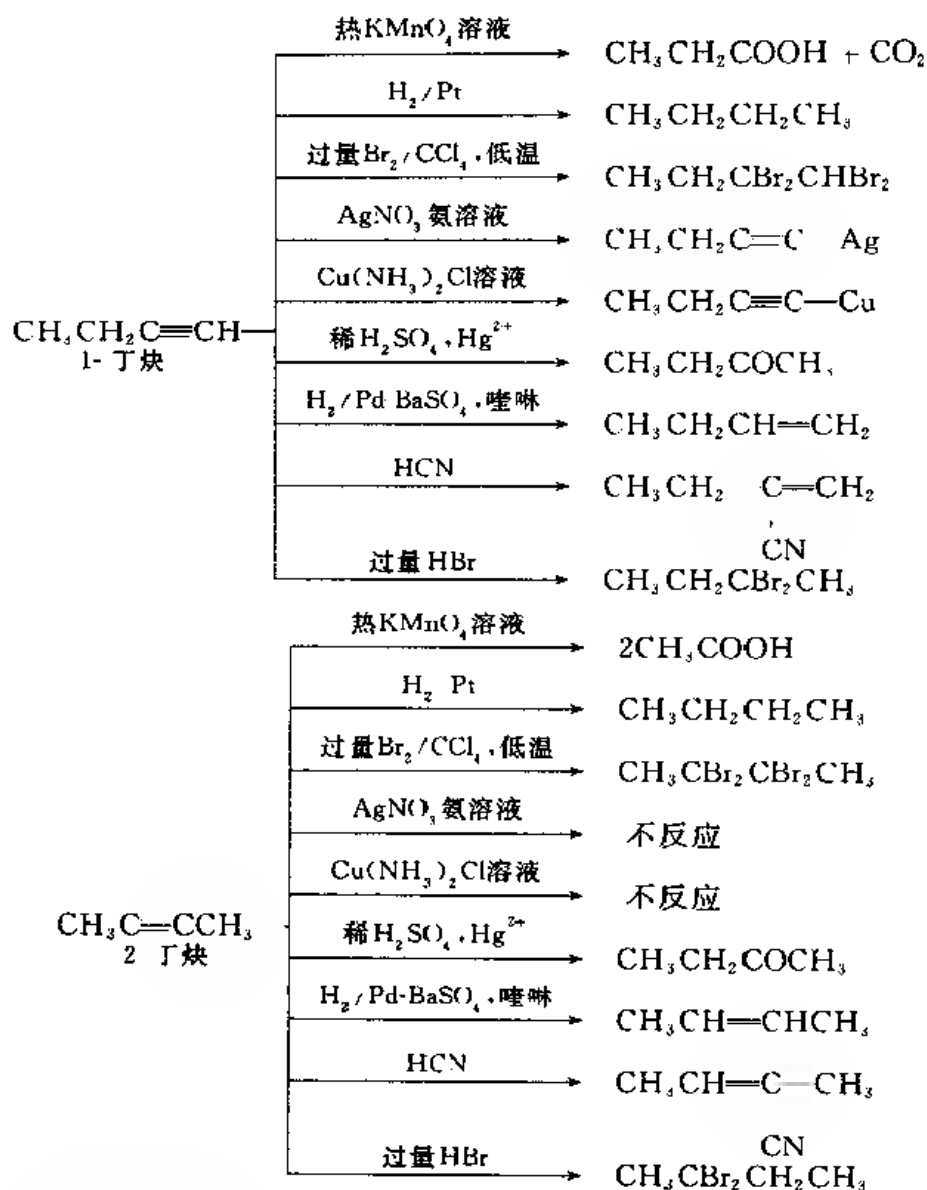 热KMnO₄溶液
CH₃CH₂COOH + CO₂
H₂/Pt
CH₃CH₂CH₂CH₃
过量Br₂/CCl₄,低温
CH₃CH₂CBr₂CHBr₂
AgNO₃氨溶液
CH₃CH₂C=C Ag
Cu(NH₃)₂Cl溶液
CH₃CH₂C≡C—Cu
CH₃CH₂C≡CH
1-丁炔
稀H₂SO₄,Hg²⁺
CH₃CH₂COCH₃
H₂/Pd-BaSO₄,喹啉
CH₃CH₂CH=CH₂
HCN
CH₃CH₂ C=CH₂
CN
过量HBr
CH₃CH₂CBr₂CH₃
热KMnO₄溶液
2CH₃COOH
H₂ Pt
CH₃CH₂CH₂CH₃
过量Br₂/CCl₄,低温
CH₃CBr₂CBr₂CH₃
AgNO₃氨溶液
不反应
Cu(NH₃)₂Cl溶液
不反应
CH₃C=CCH₃
2 丁炔
稀H₂SO₄,Hg²⁺
CH₃CH₂COCH₃
H₂/Pd-BaSO₄,喹啉
CH₃CH=CHCH₃
HCN
CH₃CH=C—CH₃
CN
过量HBr
CH₃CBr₂CH₂CH₃